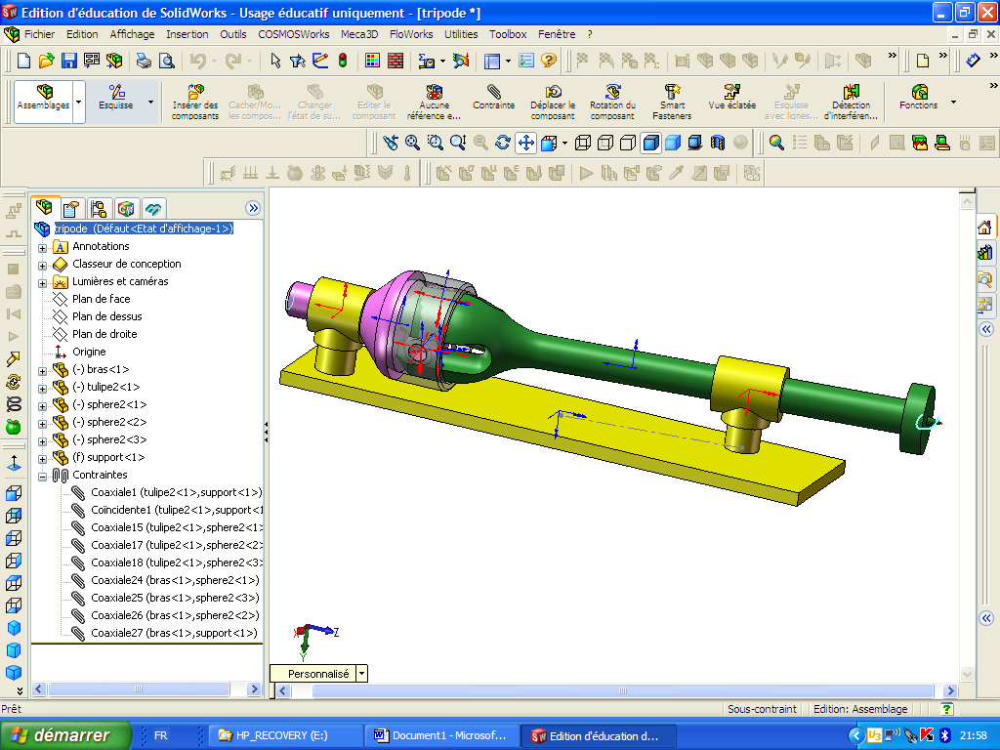 Edition d'éducation de SolidWorks - Usage éducatif uniquement - [tripode *]
Fichier Edition Affichage Insertion Outils COSMOSWorks Meca3D FloWorks Utilities Toolbox Fenêtre ?
Assemblages
Esquisse
Insérer des composants
Cacher/Mo... les compos...
Changer l'état de su...
Editer le composant
Aucune référence e...
Contrainte
Déplacer le composant
Rotation du composant
Smart Fasteners
Vue éclatée
Esquisse avec lignes...
Détection d'interféren...
Fonctions
tripode (Défaut<Etat d'affichage-1>)
Annotations
Classeur de conception
Lumières et caméras
Plan de face
Plan de dessus
Plan de droite
Origine
(-) bras<1>
(-) tulipe2<1>
(-) sphere2<1>
(-) sphere2<2>
(-) sphere2<3>
(f) support<1>
Contraintes
Coaxiale1 (tulipe2<1>,support<1>)
Coïncidente1 (tulipe2<1>,support<1
Coaxiale15 (tulipe2<1>,sphere2<1>
Coaxiale17 (tulipe2<1>,sphere2<2>
Coaxiale18 (tulipe2<1>,sphere2<3>
Coaxiale24 (bras<1>,sphere2<1>)
Coaxiale25 (bras<1>,sphere2<3>)
Coaxiale26 (bras<1>,sphere2<2>)
Coaxiale27 (bras<1>,support<1>)
X Z
Y
Personnalisé
Prêt
Sous-contraint
Edition: Assemblage
démarrer
FR
HP_RECOVERY (E:)
Document1 - Microsof...
Edition d'éducation d...
21:58